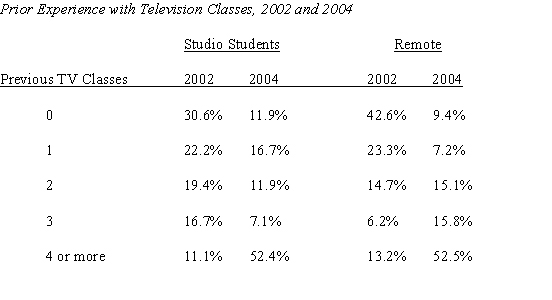 Prior Experience with Television Classes, 2002 and 2004
Studio Students Remote
Previous TV Classes 2002 2004 2002 2004
0 30.6% 11.9% 42.6% 9.4%
1 22.2% 16.7% 23.3% 7.2%
2 19.4% 11.9% 14.7% 15.1%
3 16.7% 7.1% 6.2% 15.8%
4 or more 11.1% 52.4% 13.2% 52.5%